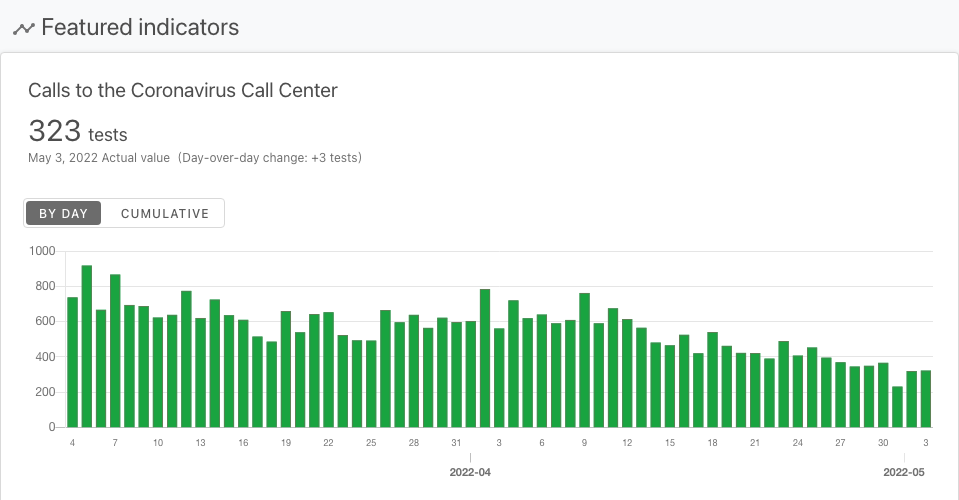 Featured indicators
Calls to the Coronavirus Call Center
323 tests
May 3, 2022 Actual value (Day-over-day change: +3 tests)
BY DAY CUMULATIVE
1000
800
600
400
200
0
4 7 10 13 16 19 22 25 28 31 3 6 9 12 15 18 21 24 27 30 3
2022-04 2022-05